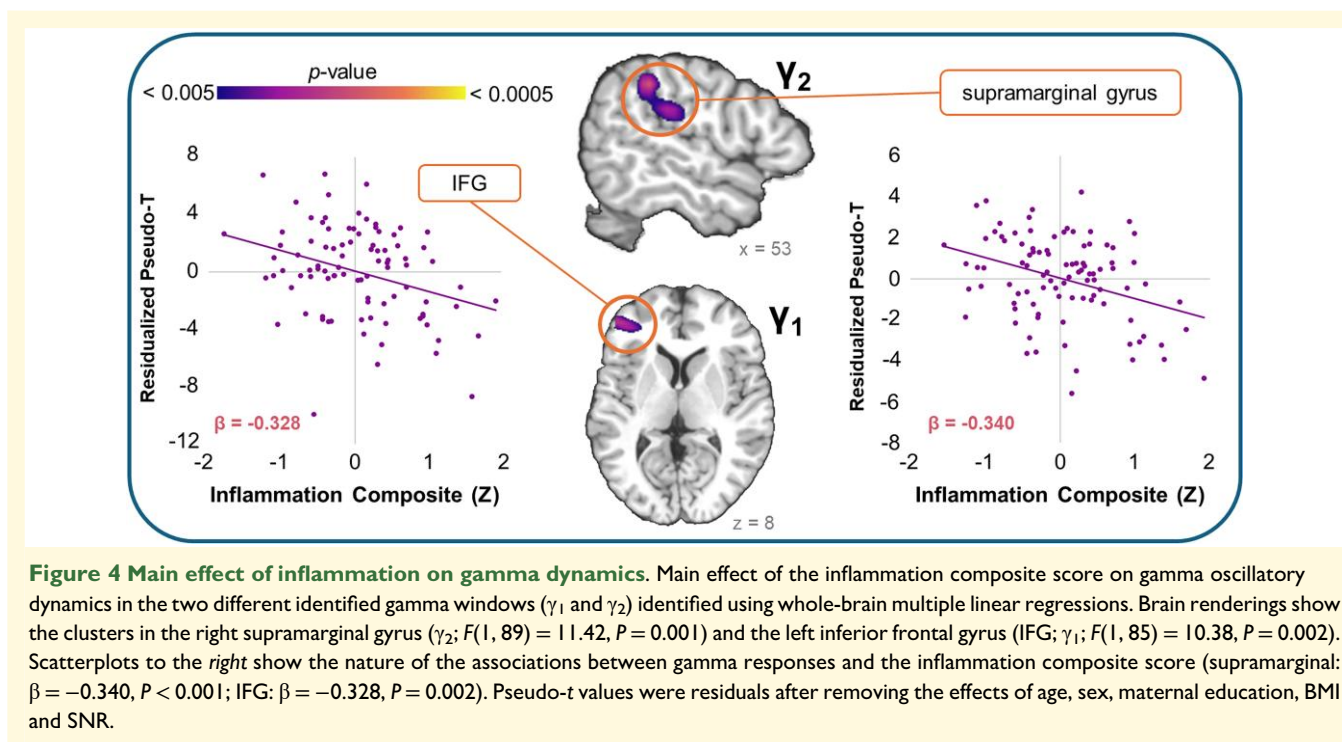 p-value
< 0.005 < 0.0005
γ2
supramarginal gyrus
IFG
x = 53
8
4
0
-4
-8
-12
Residualized Pseudo-T
β = -0.328
-2 -1 0 1 2
Inflammation Composite (Z)
γ1
z = 8
6
4
2
0
-2
-4
-6
-8
Residualized Pseudo-T
β = -0.340
-2 -1 0 1 2
Inflammation Composite (Z)
Figure 4 Main effect of inflammation on gamma dynamics. Main effect of the inflammation composite score on gamma oscillatory
dynamics in the two different identified gamma windows (γ1 and γ2) identified using whole-brain multiple linear regressions. Brain renderings show
the clusters in the right supramarginal gyrus (γ2; F(1, 89) = 11.42, P = 0.001) and the left inferior frontal gyrus (IFG; γ1; F(1, 85) = 10.38, P = 0.002).
Scatterplots to the right show the nature of the associations between gamma responses and the inflammation composite score (supramarginal:
β = −0.340, P < 0.001; IFG: β = −0.328, P = 0.002). Pseudo-t values were residuals after removing the effects of age, sex, maternal education, BMI
and SNR.